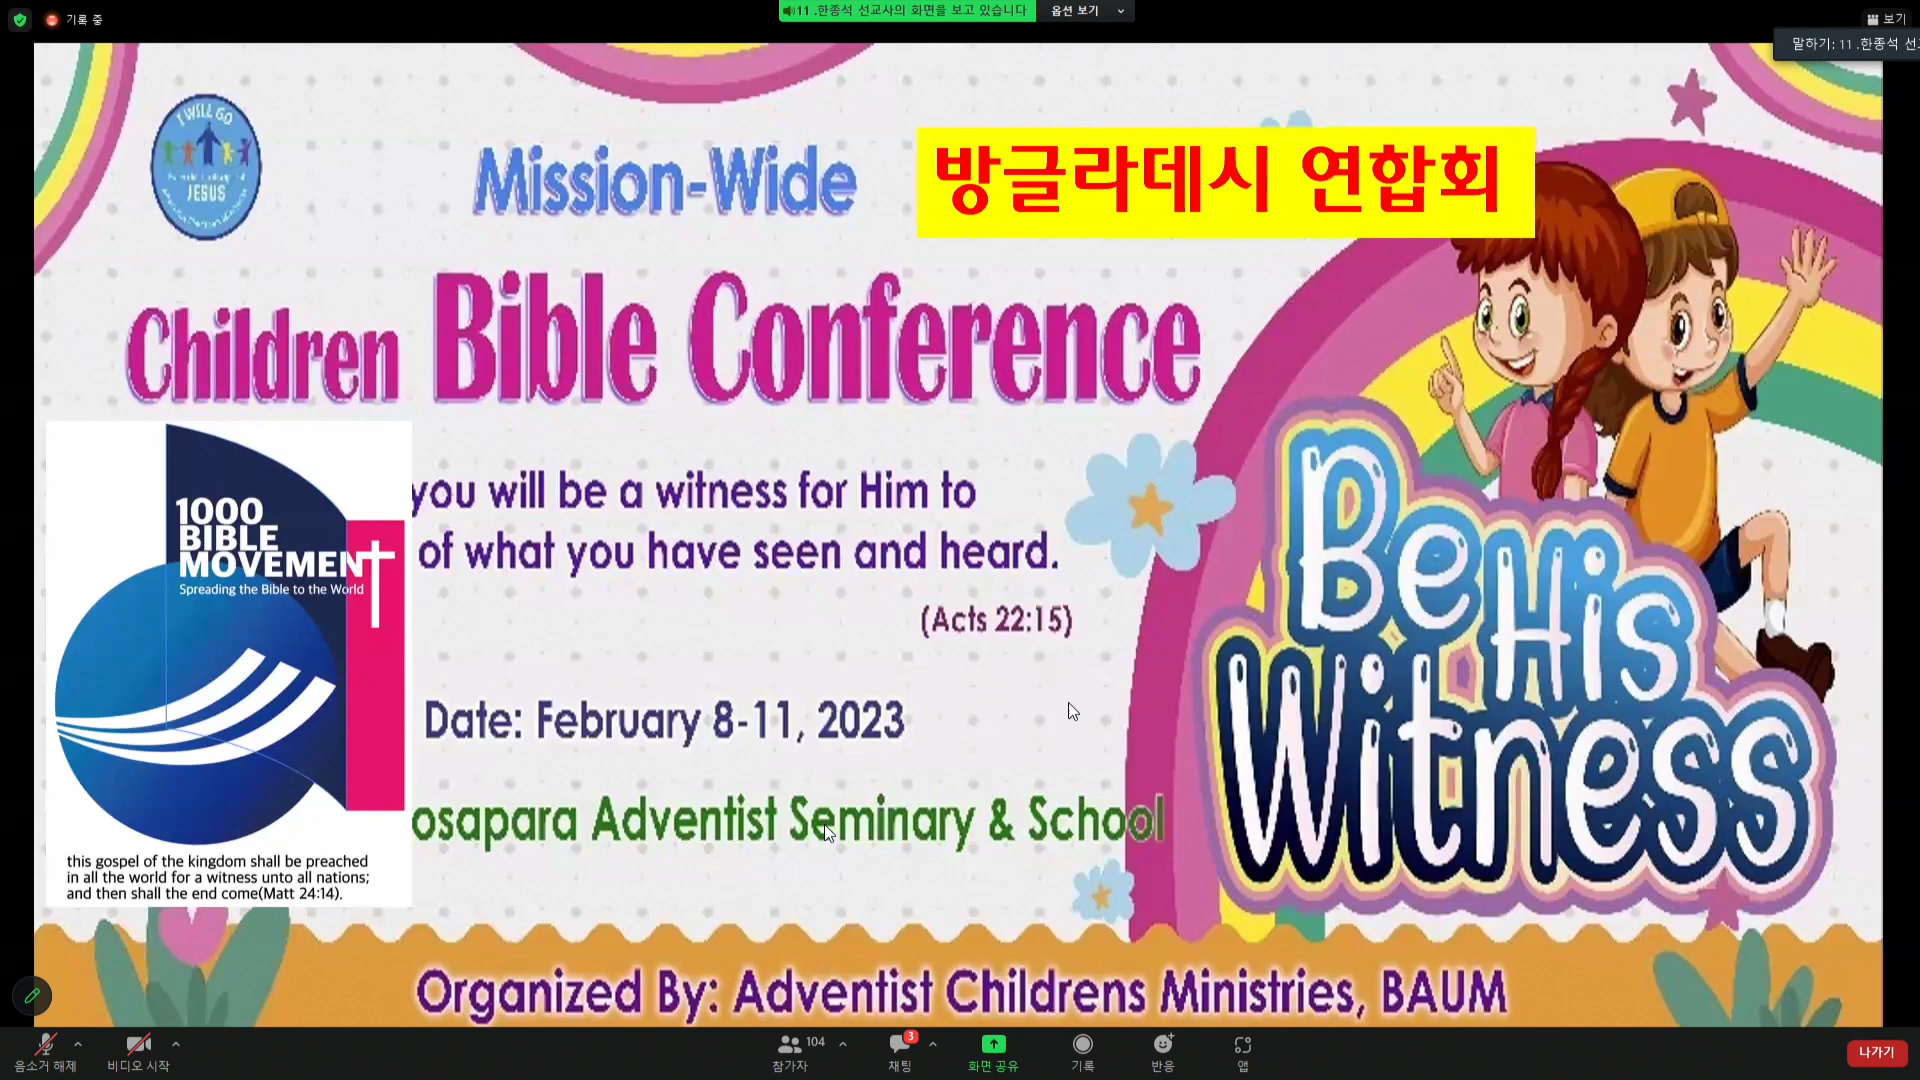 기록 중
11 .한종석 선교사의 화면을 보고 있습니다
옵션 보기
보기
말하기: 11 .한종석 선교
I WILL GO
JESUS
Mission-Wide
방글라데시 연합회
Children Bible Conference
1000
BIBLE
MOVEMENT
Spreading the Bible to the World
this gospel of the kingdom shall be preached
in all the world for a witness unto all nations;
and then shall the end come(Matt 24:14).
you will be a witness for Him to
of what you have seen and heard.
(Acts 22:15)
Date: February 8-11, 2023
osapara Adventist Seminary & School
Be His
Witness
Organized By: Adventist Childrens Ministries, BAUM
음소거 해제
비디오 시작
104
참가자
3
채팅
화면 공유
기록
반응
앱
나가기